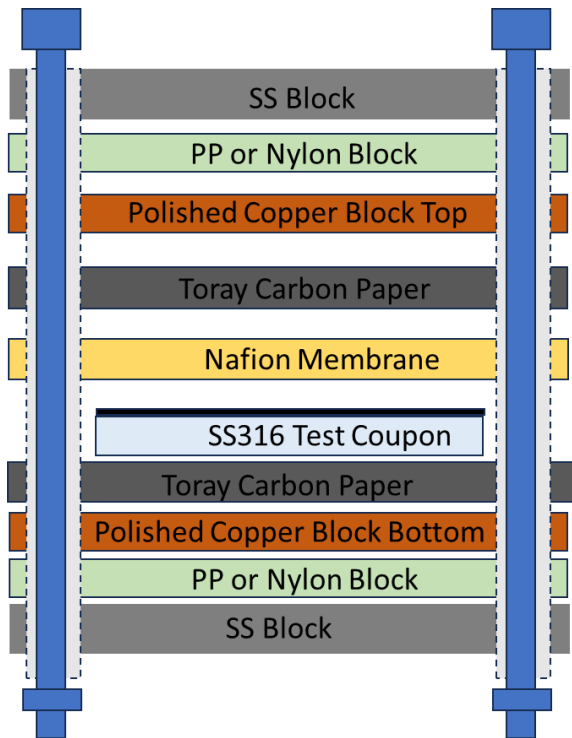 SS Block
PP or Nylon Block
Polished Copper Block Top
Toray Carbon Paper
Nafion Membrane
SS316 Test Coupon
Toray Carbon Paper
Polished Copper Block Bottom
PP or Nylon Block
SS Block